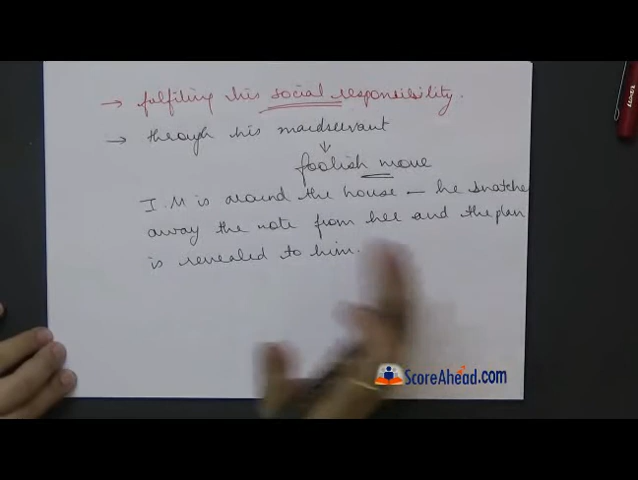 → fulfiling his social responsibility.
→ through his maidservant
↓
foolish move
I.M is around the house – he snatches
away the note from her and the plan
is revealed to him.
ScoreAhead.com